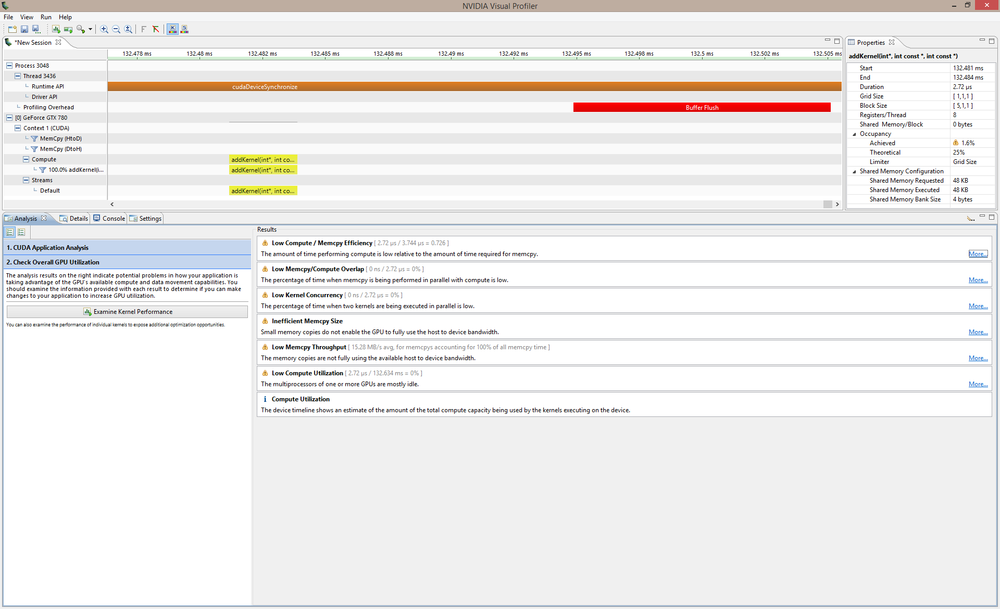 NVIDIA Visual Profiler
File View Run Help
F K S
*New Session
132.478 ms 132.48 ms 132.482 ms 132.485 ms 132.488 ms 132.49 ms 132.492 ms 132.495 ms 132.498 ms 132.5 ms 132.502 ms 132.505 ms
Process 3048
Thread 3436
Runtime API cudaDeviceSynchronize
Driver API
Profiling Overhead Buffer Flush
[0] GeForce GTX 780
Context 1 (CUDA)
MemCpy (HtoD)
MemCpy (DtoH)
Compute addKernel(int*, int co...
100.0% addKernel(i... addKernel(int*, int co...
Streams
Default addKernel(int*, int co...
Properties
addKernel(int*, int const *, int const *)
Start 132.481 ms
End 132.484 ms
Duration 2.72 µs
Grid Size [ 1,1,1 ]
Block Size [ 5,1,1 ]
Registers/Thread 8
Shared Memory/Block 0 bytes
Occupancy
Achieved 1.6%
Theoretical 25%
Limiter Grid Size
Shared Memory Configuration
Shared Memory Requested 48 KB
Shared Memory Executed 48 KB
Shared Memory Bank Size 4 bytes
Analysis Details Console Settings
1. CUDA Application Analysis
2. Check Overall GPU Utilization
The analysis results on the right indicate potential problems in how your application is
taking advantage of the GPU's available compute and data movement capabilities. You
should examine the information provided with each result to determine if you can make
changes to your application to increase GPU utilization.
Examine Kernel Performance
You can also examine the performance of individual kernels to expose additional optimization opportunities.
Results
Low Compute / Memcpy Efficiency [ 2.72 µs / 3.744 µs = 0.726 ]
The amount of time performing compute is low relative to the amount of time required for memcpy.
More...
Low Memcpy/Compute Overlap [ 0 ns / 2.72 µs = 0% ]
The percentage of time when memcpy is being performed in parallel with compute is low.
More...
Low Kernel Concurrency [ 0 ns / 2.72 µs = 0% ]
The percentage of time when two kernels are being executed in parallel is low.
More...
Inefficient Memcpy Size
Small memory copies do not enable the GPU to fully use the host to device bandwidth.
More...
Low Memcpy Throughput [ 15.28 MB/s avg, for memcpys accounting for 100% of all memcpy time ]
The memory copies are not fully using the available host to device bandwidth.
More...
Low Compute Utilization [ 2.72 µs / 132.634 ms = 0% ]
The multiprocessors of one or more GPUs are mostly idle.
More...
Compute Utilization
The device timeline shows an estimate of the amount of the total compute capacity being used by the kernels executing on the device.